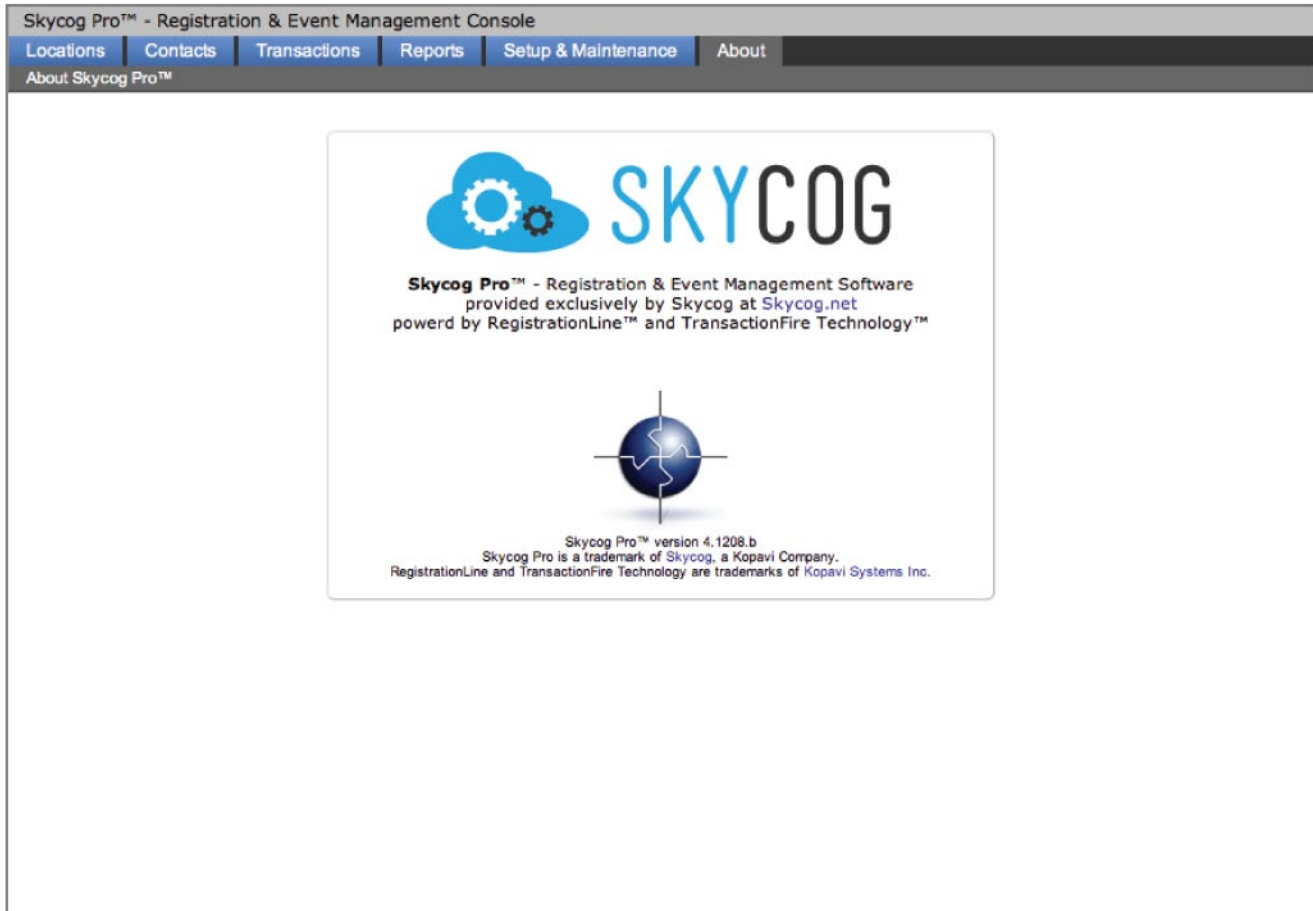 Skycog Pro™ - Registration & Event Management Console
Locations Contacts Transactions Reports Setup & Maintenance About
About Skycog Pro™
SKYCOG
Skycog Pro™ - Registration & Event Management Software
provided exclusively by Skycog at Skycog.net
powerd by RegistrationLine™ and TransactionFire Technology™
Skycog Pro™ version 4.1208.b
Skycog Pro is a trademark of Skycog, a Kopavi Company.
RegistrationLine and TransactionFire Technology are trademarks of Kopavi Systems Inc.